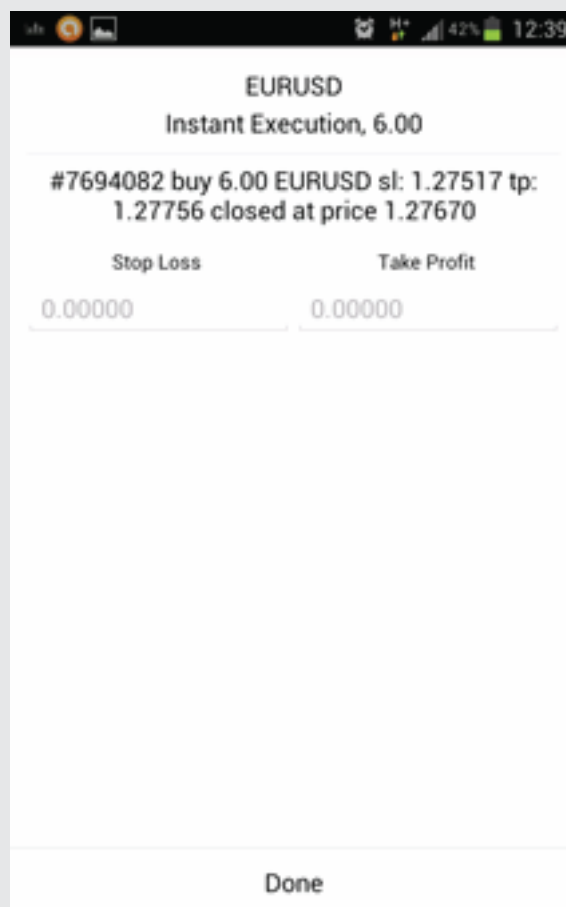 H+ 42% 12:39
EURUSD
Instant Execution, 6.00
#7694082 buy 6.00 EURUSD sl: 1.27517 tp:
1.27756 closed at price 1.27670
Stop Loss Take Profit
0.00000 0.00000
Done